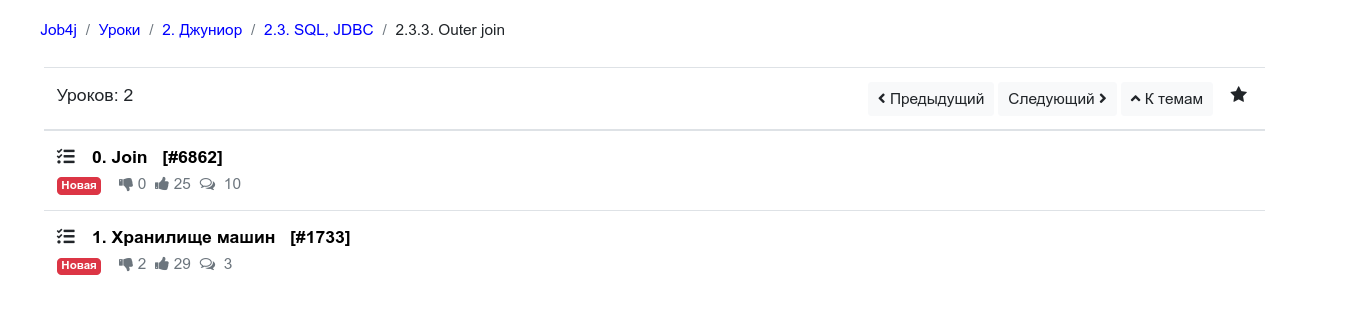 Job4j / Уроки / 2. Джуниор / 2.3. SQL, JDBC / 2.3.3. Outer join
Уроков: 2 Предыдущий Следующий К темам
0. Join [#6862]
Новая 0 25 10
1. Хранилище машин [#1733]
Новая 2 29 3